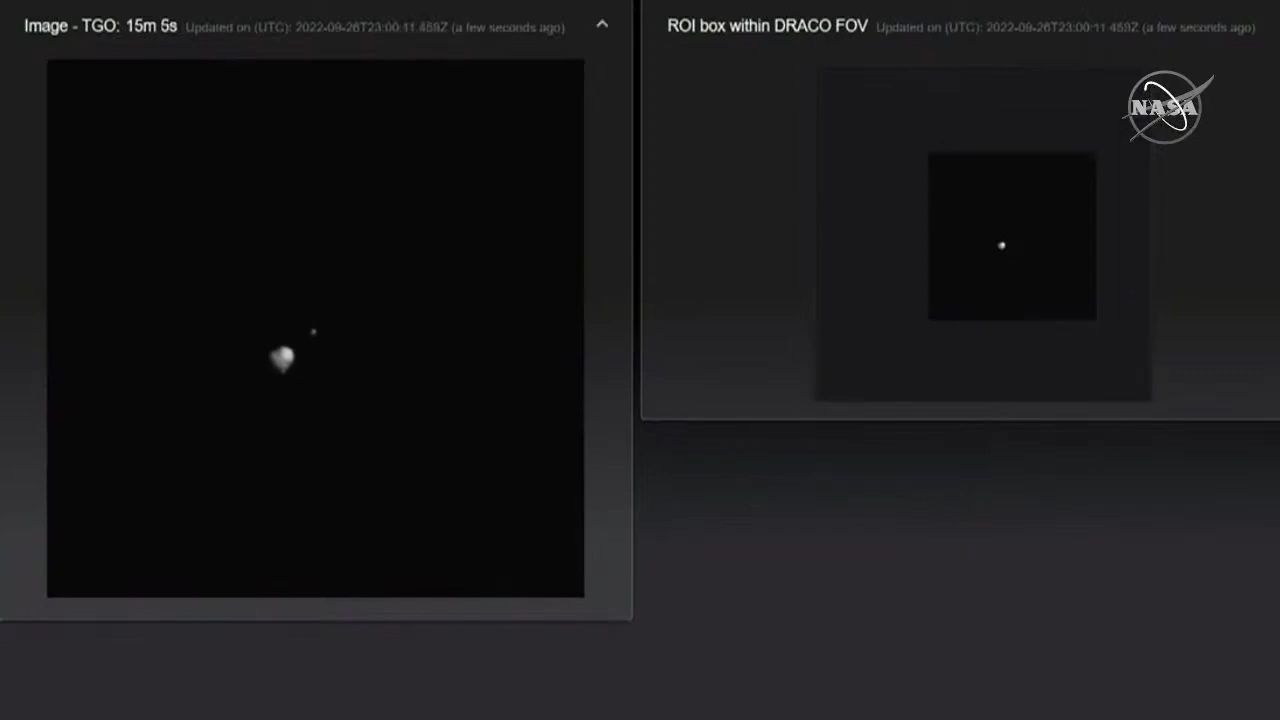 Image - TGO: 15m 5s Updated on (UTC): 2022-09-26T23:00:11.459Z (a few seconds ago)
ROI box within DRACO FOV Updated on (UTC): 2022-09-26T23:00:11.459Z (a few seconds ago)
NASA